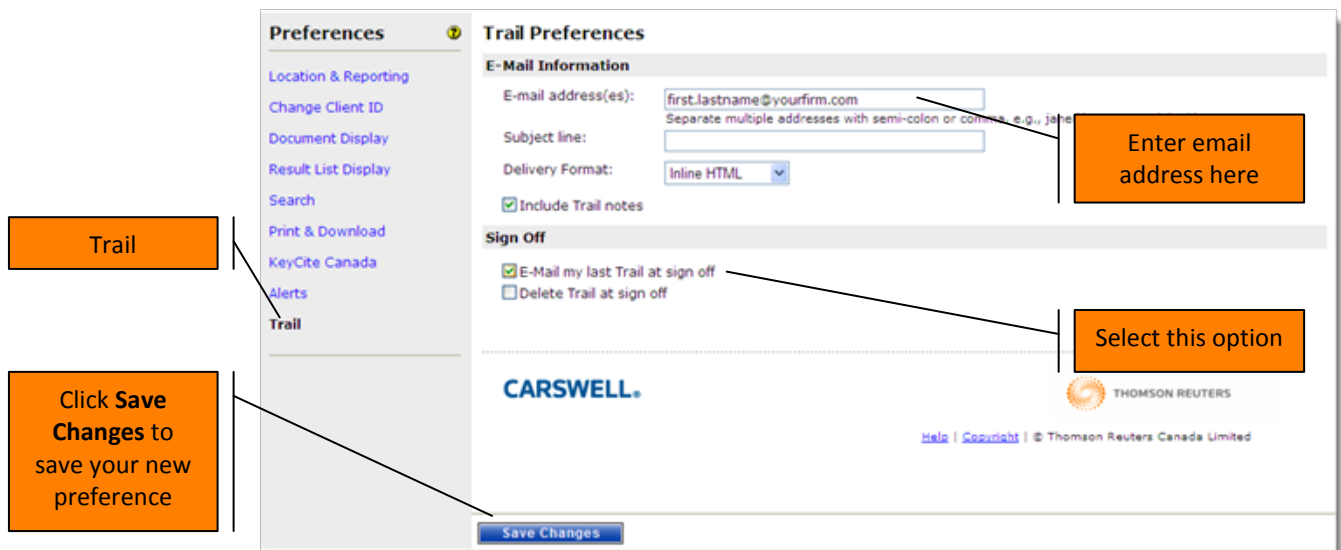 Preferences
Location & Reporting
Change Client ID
Document Display
Result List Display
Search
Print & Download
KeyCite Canada
Alerts
Trail
Trail Preferences
E-Mail Information
E-mail address(es):
first.lastname@yourfirm.com
Separate multiple addresses with semi-colon or comma, e.g.,
Subject line:
Delivery Format:
Inline HTML
Include Trail notes
Sign Off
E-Mail my last Trail at sign off
Delete Trail at sign off
CARSWELL®
THOMSON REUTERS
Help | Copyright | © Thomson Reuters Canada Limited
Save Changes
Trail
Click Save
Changes to
save your new
preference
Enter email
address here
Select this option